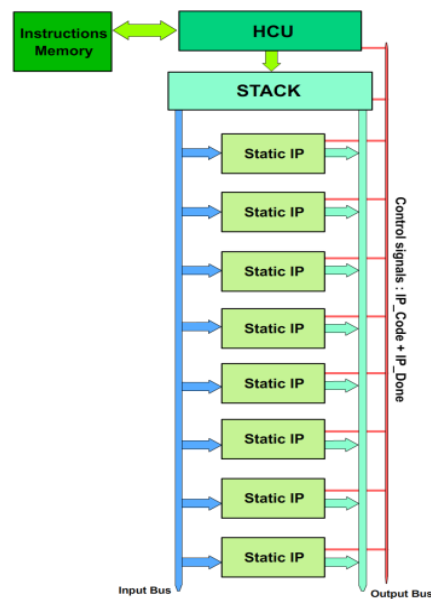 Instructions
Memory
HCU
STACK
Static IP
Static IP
Static IP
Static IP
Static IP
Static IP
Static IP
Static IP
Control signals : IP_Code + IP_Done
Input Bus
Output Bus